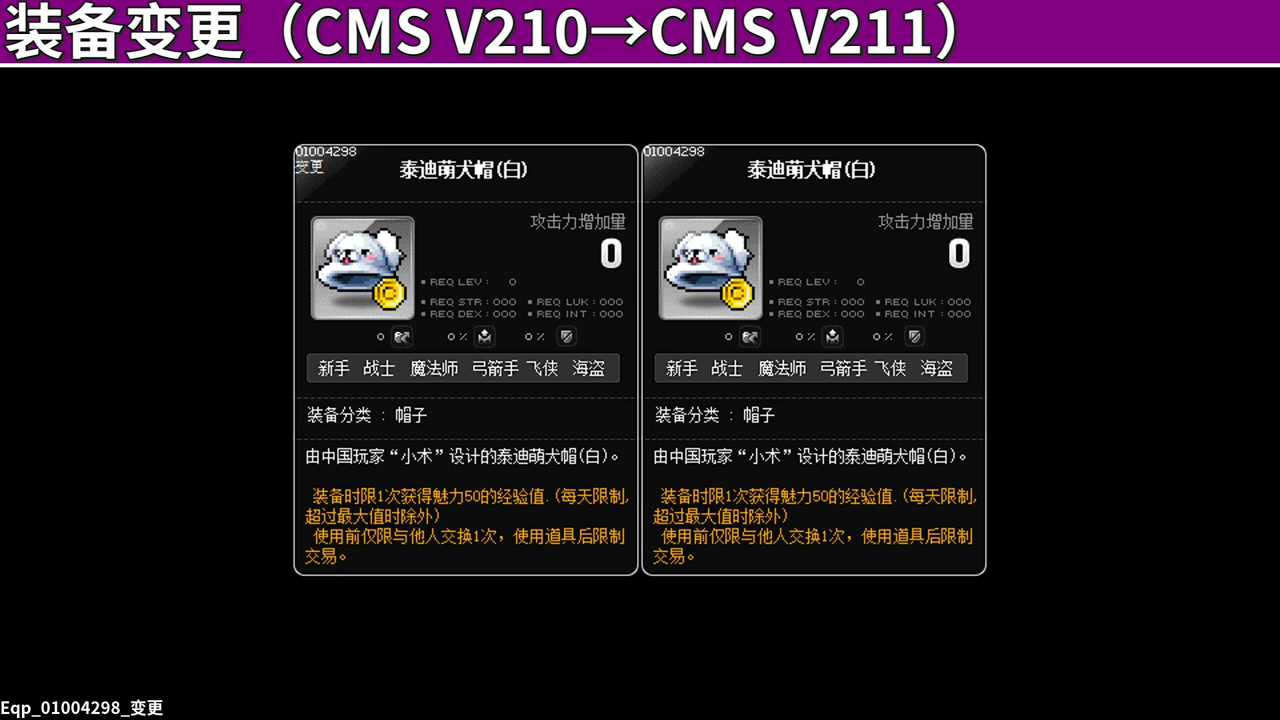 装备变更（CMS V210→CMS V211）
01004298
变更
泰迪萌犬帽(白)
攻击力增加量
0
REQ LEV : 0
REQ STR : 000 REQ LUK : 000
REQ DEX : 000 REQ INT : 000
0 0% 0%
新手 战士 魔法师 弓箭手 飞侠 海盗
装备分类 : 帽子
由中国玩家“小术”设计的泰迪萌犬帽(白)。
装备时限1次获得魅力50的经验值.(每天限制,
超过最大值时除外)
使用前仅限与他人交换1次，使用道具后限制
交易。
01004298
泰迪萌犬帽(白)
攻击力增加量
0
REQ LEV : 0
REQ STR : 000 REQ LUK : 000
REQ DEX : 000 REQ INT : 000
0 0% 0%
新手 战士 魔法师 弓箭手 飞侠 海盗
装备分类 : 帽子
由中国玩家“小术”设计的泰迪萌犬帽(白)。
装备时限1次获得魅力50的经验值.(每天限制,
超过最大值时除外)
使用前仅限与他人交换1次，使用道具后限制
交易。
Eqp_01004298_变更